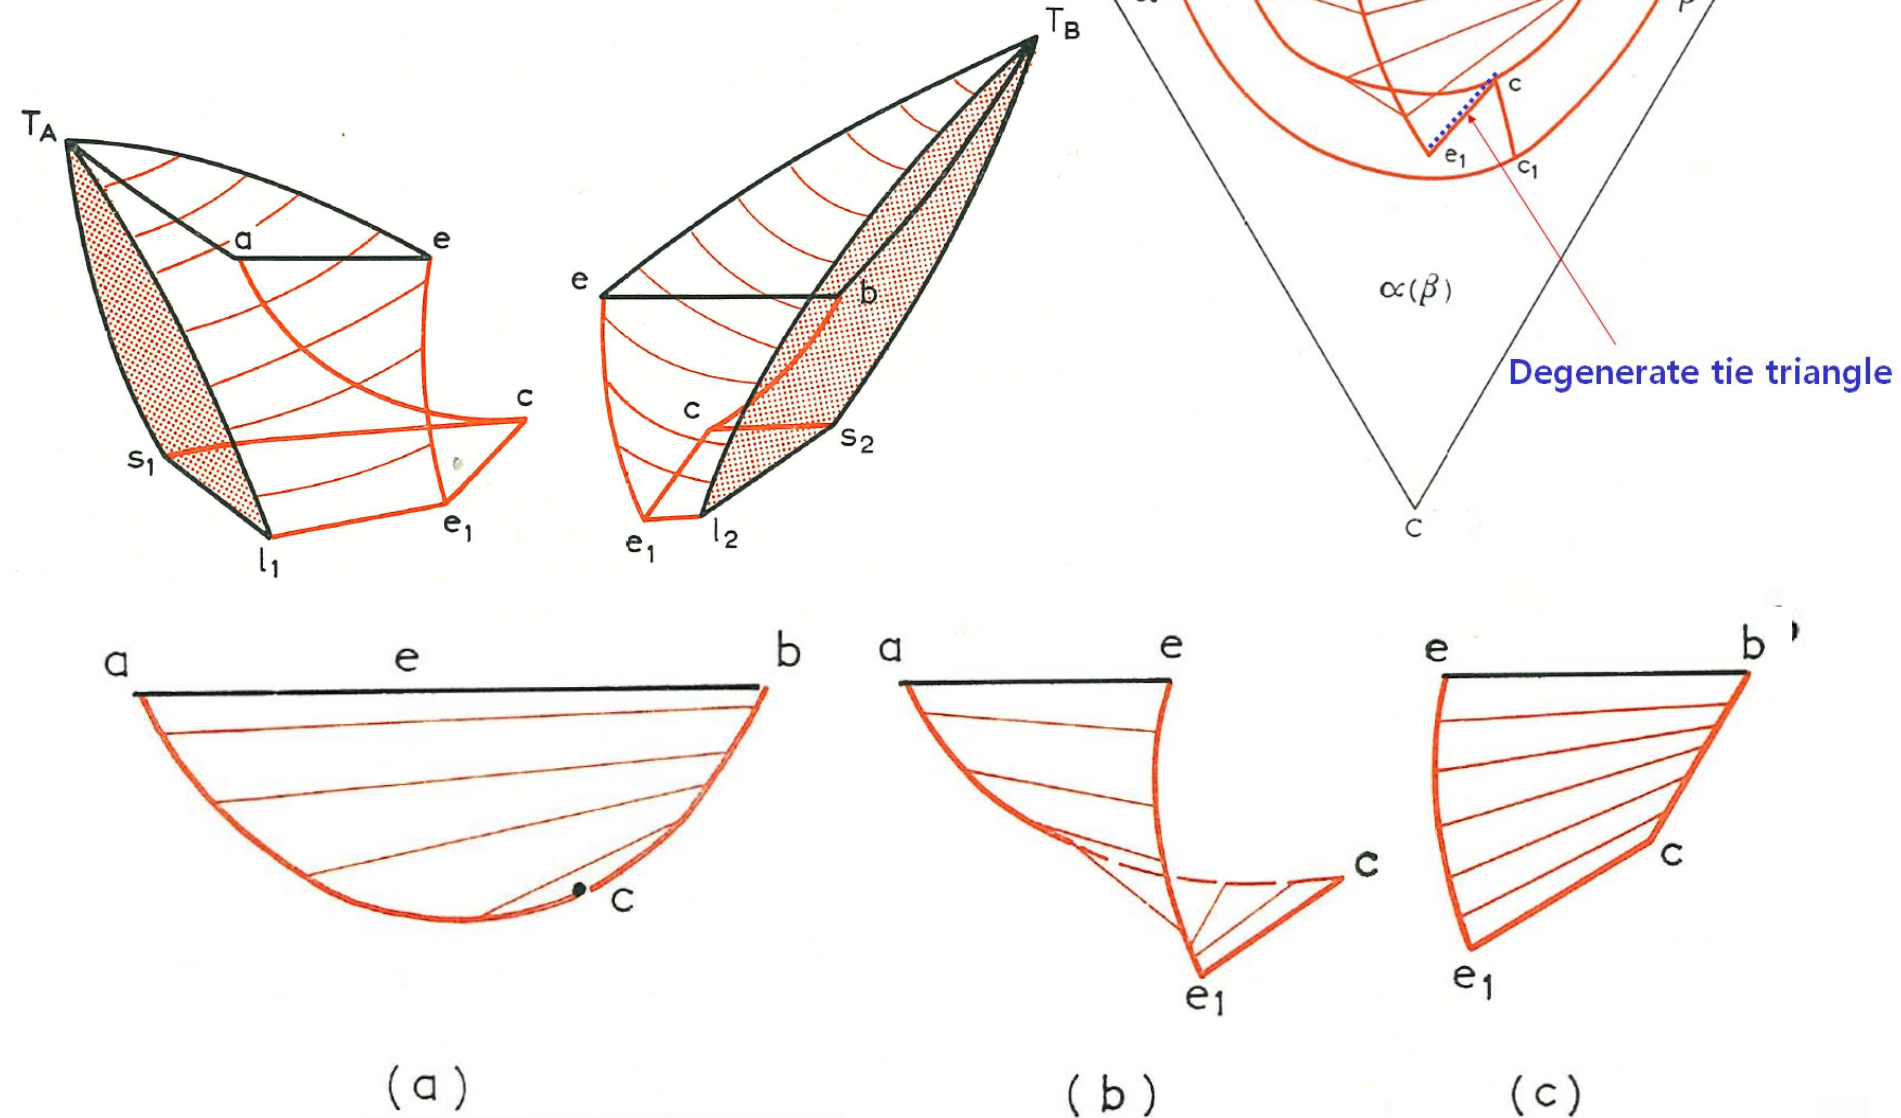 T_B
β
c
T_A
e_1
c_1
a
e
e
b
α(β)
Degenerate tie triangle
c
c
s_1
s_2
c
l_1
e_1
e_1
l_2
a
e
b
a
e
e
b
c
c
c
e_1
e_1
(a)
(b)
(c)